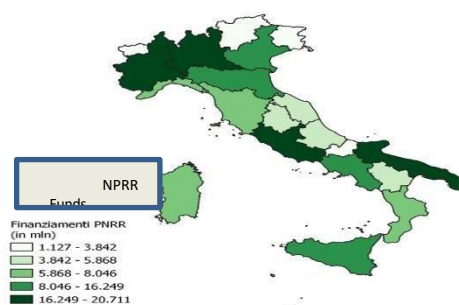 NPRR
Funds
Finanziamenti PNRR
(in mln)
1.127 - 3.842
3.842 - 5.868
5.868 - 8.046
8.046 - 16.249
16.249 - 20.711